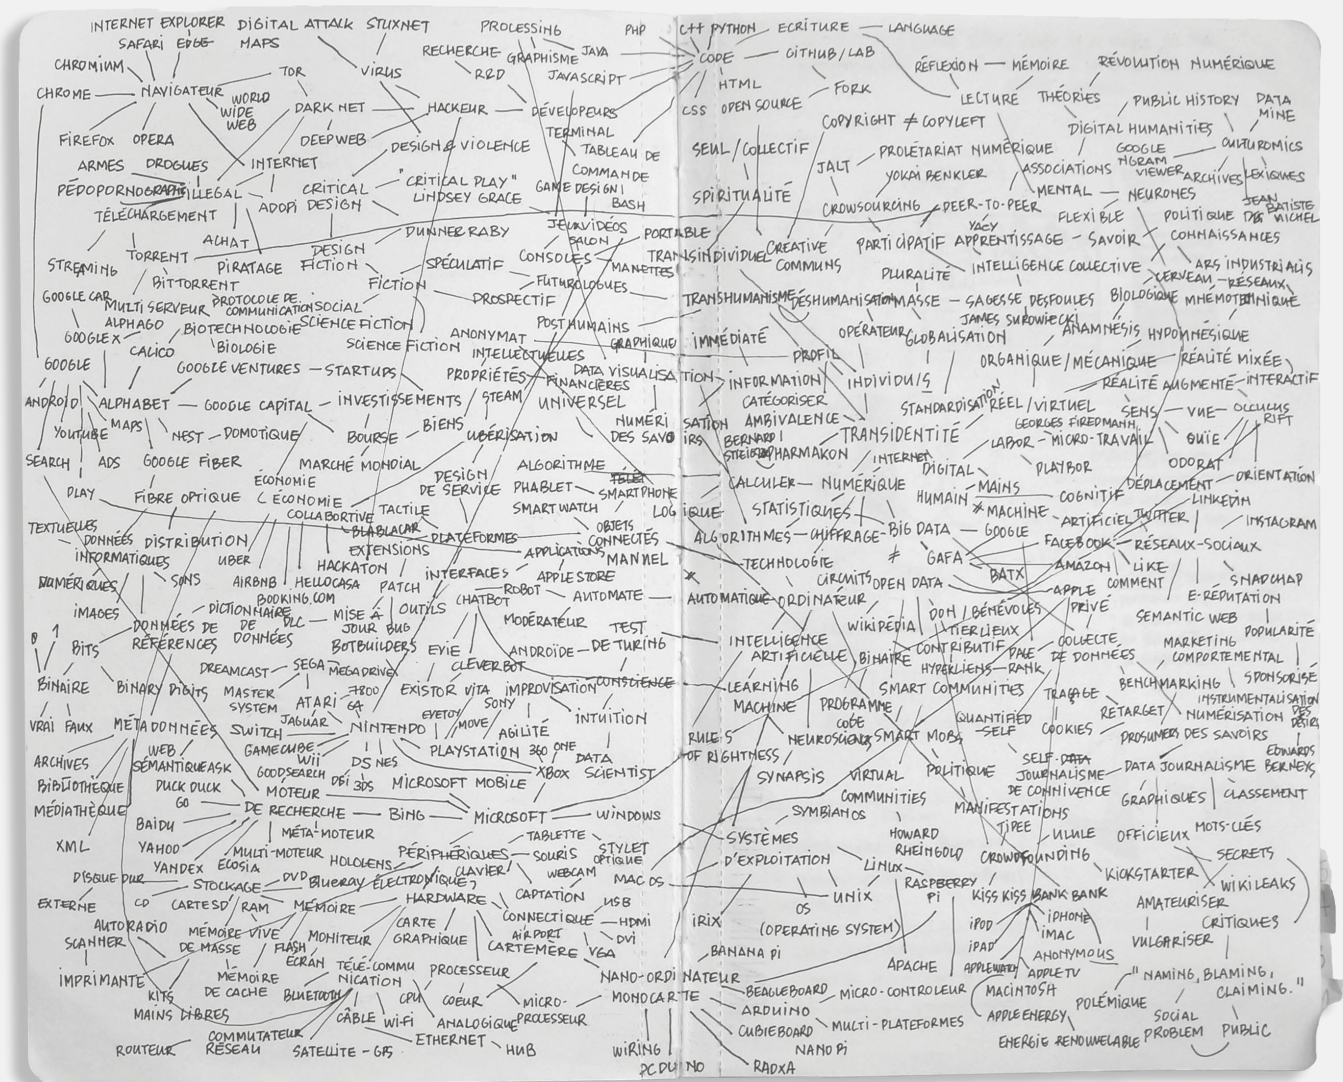 INTERNET EXPLORER DIGITAL ATTACK STUXNET PROCESSING PHP C++ PYTHON — ECRITURE — LANGUAGE
SAFARI EDGE MAPS RECHERCHE GRAPHISME JAVA CODE GITHUB/LAB
CHROMIUM TOR VIRUS R&D JAVASCRIPT HTML FORK RÉFLEXION — MÉMOIRE RÉVOLUTION NUMÉRIQUE
CHROME — NAVIGATEUR WORLD WIDE WEB DARK NET — HACKEUR — DÉVELOPEURS CSS OPEN SOURCE LECTURE THÉORIES PUBLIC HISTORY DATA MINE
FIREFOX OPERA DEEPWEB DESIGN & VIOLENCE TERMINAL COPYRIGHT ≠ COPYLEFT DIGITAL HUMANITIES
ARMES DROGUES INTERNET TABLEAU DE COMMANDE SEUL/COLLECTIF JALT PROLÉTARIAT NUMÉRIQUE GOOGLE NGRAM VIEWER CULTUROMICS
PÉDOPORNOGRAPHIE ILLÉGAL CRITICAL DESIGN "CRITICAL PLAY" LINDSEY GRACE GAME DESIGN BASH SPIRITUALITÉ YOKAI BENKLER ASSOCIATIONS ARCHIVES LEXIQUES
TÉLÉCHARGEMENT ADOPI CROWSOURCING PEER-TO-PEER MENTAL — NEURONES JEAN BATISTE MICHEL
ACHAT DUNNER RABY JEUX VIDÉOS SALON PORTABLE YACY FLEXIBLE POLITIQUE DES CONNAISSANCES
TORRENT DESIGN FICTION CONSOLES TRANSINDIVIDUEL CREATIVE COMMUNS PARTICIPATIF APPRENTISSAGE — SAVOIR
STREAMING PIRATAGE SPÉCULATIF MANETTES PLURALITÉ INTELLIGENCE COLLECTIVE ARS INDUSTRIALIS
BITTORRENT FICTION FUTUROLOGUES CERVEAU — RÉSEAUX
GOOGLE CAR MULTI SERVEUR PROTOCOLE DE COMMUNICATION SOCIAL PROSPECTIF TRANSHUMANISME DÉSHUMANISATION MASSE — SAGESSE DES FOULES BIOLOGIQUE MNÉMOTECHNIQUE
ALPHAGO BIOTECHNOLOGIE SCIENCE FICTION POSTHUMAINS JAMES SUROWIECKI
GOOGLE X BIOLOGIE SCIENCE FICTION ANONYMAT GRAPHIQUE IMMÉDIATÉ OPÉRATEUR GLOBALISATION ANAMNÉSIS HYPOMNÉSIQUE
CALICO INTELLECTUELLES PROFIL
GOOGLE GOOGLE VENTURES — STARTUPS PROPRIÉTÉS FINANCIÈRES DATA VISUALISATION INFORMATION INDIVIDU/S ORGANIQUE/MÉCANIQUE — RÉALITÉ MIXÉE
ANDROÏD ALPHABET — GOOGLE CAPITAL — INVESTISSEMENTS STEAM UNIVERSEL CATÉGORISER RÉALITÉ AUGMENTÉ — INTERACTIF
MAPS BIENS NUMÉRISATION DES SAVOIRS AMBIVALENCE STANDARDISATION RÉEL/VIRTUEL SENS — VUE — OCCULUS RIFT
YOUTUBE NEST — DOMOTIQUE BOURSE UBÉRISATION BERNARD STIEGLER PHARMAKON TRANSIDENTITÉ GEORGES FIREDMANN LABOR — MICRO-TRAVAIL OUÏE
SEARCH ADS GOOGLE FIBER MARCHÉ MONDIAL DESIGN DE SERVICE ALGORITHME INTERNET DIGITAL PLAYBOR ODORAT
PLAY FIBRE OPTIQUE ÉCONOMIE PHABLET SMARTPHONE CALCULER — NUMÉRIQUE HUMAIN MAINS MACHINE COGNITIF DÉPLACEMENT ORIENTATION
L'ÉCONOMIE COLLABORTIVE TACTILE SMARTWATCH LOGIQUE STATISTIQUES LINKEDIN
TEXTUELLES DONNÉES DISTRIBUTION BLABLACAR PLATEFORMES OBJETS CONNECTÉS ALGORITHMES — CHIFFRAGE — BIG DATA — GOOGLE ARTIFICIEL TWITTER INSTAGRAM
INFORMATIQUES UBER EXTENSIONS APPLICATIONS MANUEL TECHNOLOGIE ≠ GAFA FACEBOOK RÉSEAUX-SOCIAUX
NUMÉRIQUES SONS AIRBNB HACKATON PATCH INTERFACES APPLE STORE CIRCUITS OPEN DATA BATX AMAZON LIKE SNAPCHAP
IMAGES HELLOCASA BOOKING.COM ROBOT AUTOMATE AUTOMATIQUE — ORDINATEUR APPLE COMMENT E-RÉPUTATION
DICTIONNAIRE DE DONNÉES DLC MISE À JOUR BUG OUTILS CHATBOT MODÉRATEUR DON/BÉNÉVOLES PRIVÉ SEMANTIC WEB
0 1 DONNÉES DE RÉFÉRENCES BOTBUILDERS TEST DE TURING WIKIPÉDIA TIERLIEUX POPULARITÉ
BITS EVIE ANDROÏDE INTELLIGENCE ARTIFICIELLE BINAIRE CONTRIBUTIF PAGE RANK COLLECTE DE DONNÉES MARKETING COMPORTEMENTAL
DREAMCAST SEGA MEGADRIVE CLEVERBOT HYPERLIENS SPONSORISÉ
BINAIRE BINARY DIGITS MASTER SYSTEM ATARI 7800 EXISTOR VITA IMPROVISATION CONSCIENCE LEARNING MACHINE SMART COMMUNITIES TRAÇAGE BENCHMARKING INSTRUMENTALISATION DES DÉSIRS
VRAI FAUX MÉTADONNÉES SWITCH JAGUAR 64 NINTENDO EYETOY SONY MOVE AGILITÉ INTUITION PROGRAMME CODE QUANTIFIED SELF COOKIES RETARGET NUMÉRISATION DES SAVOIRS
ARCHIVES WEB SÉMANTIQUE ASK GAMECUBE WII PLAYSTATION 360 ONE RULES OF RIGHTNESS NEUROSCIENCES SMART MOBS PROSUMERS EDWARDS BERNEYS
BIBLIOTHÈQUE DUCK DUCK GO GOODSEARCH DSi 3DS DS NES MICROSOFT MOBILE XBOX DATA SCIENTIST SYNAPSIS VIRTUAL COMMUNITIES POLITIQUE SELF-DATA JOURNALISME DE CONNIVENCE DATA JOURNALISME
MÉDIATHÈQUE MOTEUR DE RECHERCHE — BING — MICROSOFT — WINDOWS SYMBIAN OS MANIFESTATIONS GRAPHIQUES CLASSEMENT
BAIDU MÉTA-MOTEUR TABLETTE SYSTÈMES D'EXPLOITATION HOWARD RHEINGOLD TIPEE ULULE OFFICIEUX MOTS-CLÉS
XML YAHOO MULTI-MOTEUR HOLOLENS PÉRIPHÉRIQUES — SOURIS STYLET OPTIQUE LINUX CROWDFOUNDING SECRETS
YANDEX ECOSIA CLAVIER WEBCAM MAC OS KICKSTARTER
DISQUE DUR STOCKAGE DVD BLUERAY ÉLECTRONIQUE CAPTATION RASPBERRY PI KISS KISS BANK BANK WIKILEAKS
EXTERNE CD CARTE SD RAM MÉMOIRE HARDWARE USB UNIX AMATEURISER
AUTORADIO CARTE GRAPHIQUE CONNECTIQUE — HDMI IRIX OS (OPERATING SYSTEM) IPOD IPHONE CRITIQUES
SCANNER MÉMOIRE VIVE DE MASSE FLASH MONITEUR AIRPORT DVI IMAC VULGARISER
ÉCRAN CARTE MÈRE VGA BANANA PI IPAD ANONYMOUS
IMPRIMANTE MÉMOIRE DE CACHE TÉLÉ-COMMUNICATION PROCESSEUR NANO-ORDINATEUR APACHE APPLEWATCH APPLE TV "NAMING, BLAMING, CLAIMING."
KITS MAINS LIBRES BLUETOOTH CPU COEUR MICRO-PROCESSEUR MONOCARTE BEAGLEBOARD — MICRO-CONTROLEUR MACINTOSH POLÉMIQUE
CÂBLE WI-FI ANALOGIQUE ARDUINO APPLE ENERGY SOCIAL PROBLEM PUBLIC
COMMUTATEUR RÉSEAU ETHERNET CUBIEBOARD MULTI-PLATEFORMES ENERGIE RENOUVELABLE
ROUTEUR SATELLITE — GPS HUB WIRING NANO PI
PCDUINO RADXA